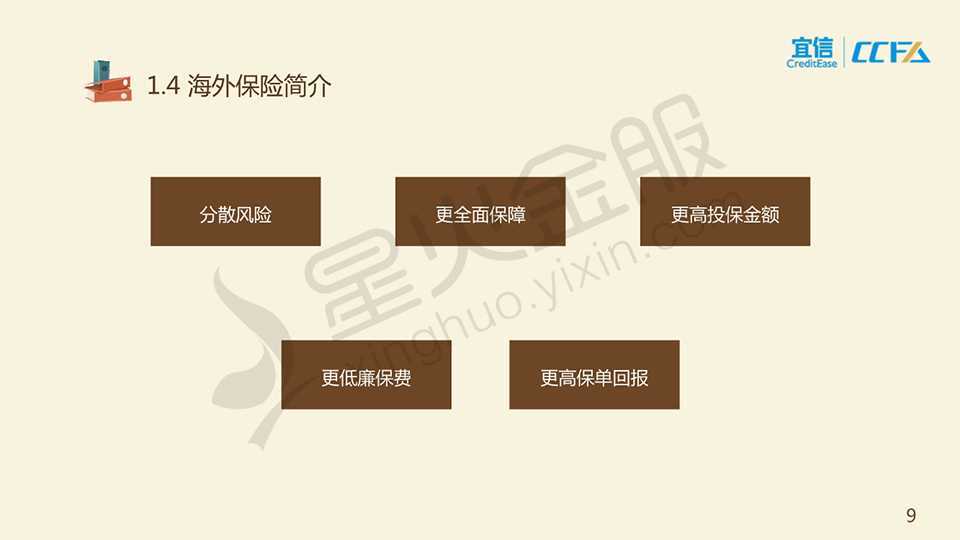 宜信
CreditEase
CCFA
1.4 海外保险简介
分散风险
更全面保障
更高投保金额
星火金服
xinghuo.yixin.com
更低廉保费
更高保单回报
9